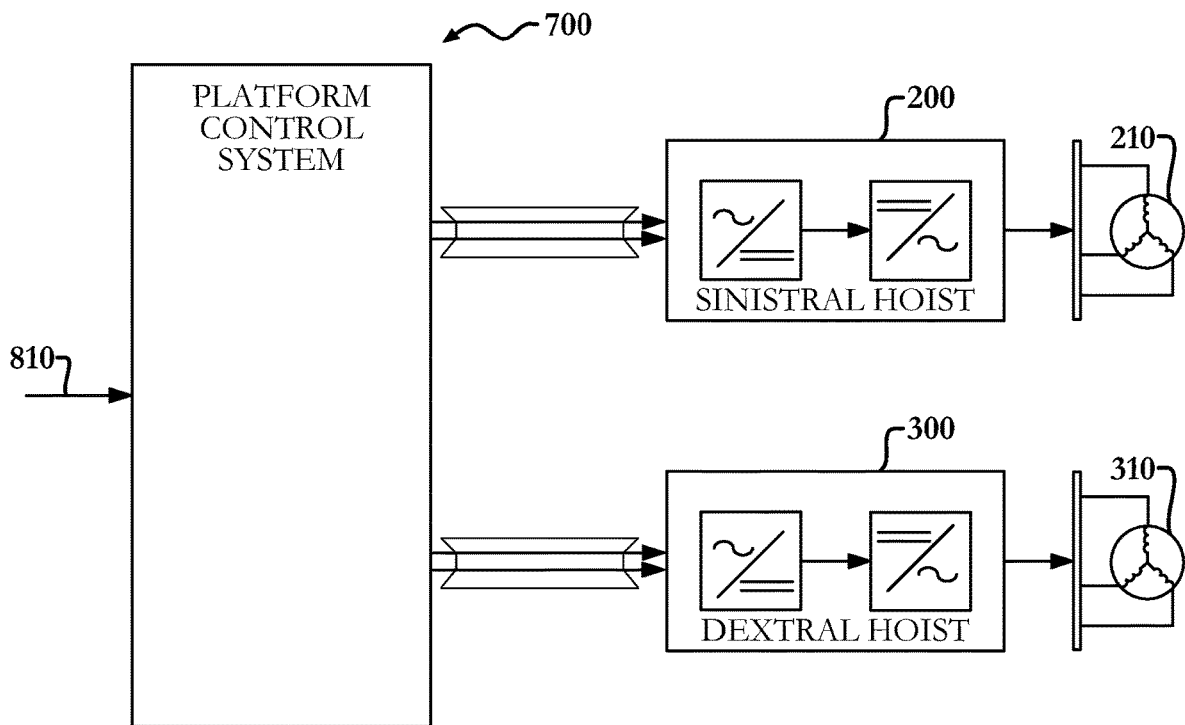 700
PLATFORM
CONTROL
SYSTEM
200
210
SINISTRAL HOIST
810
300
310
DEXTRAL HOIST